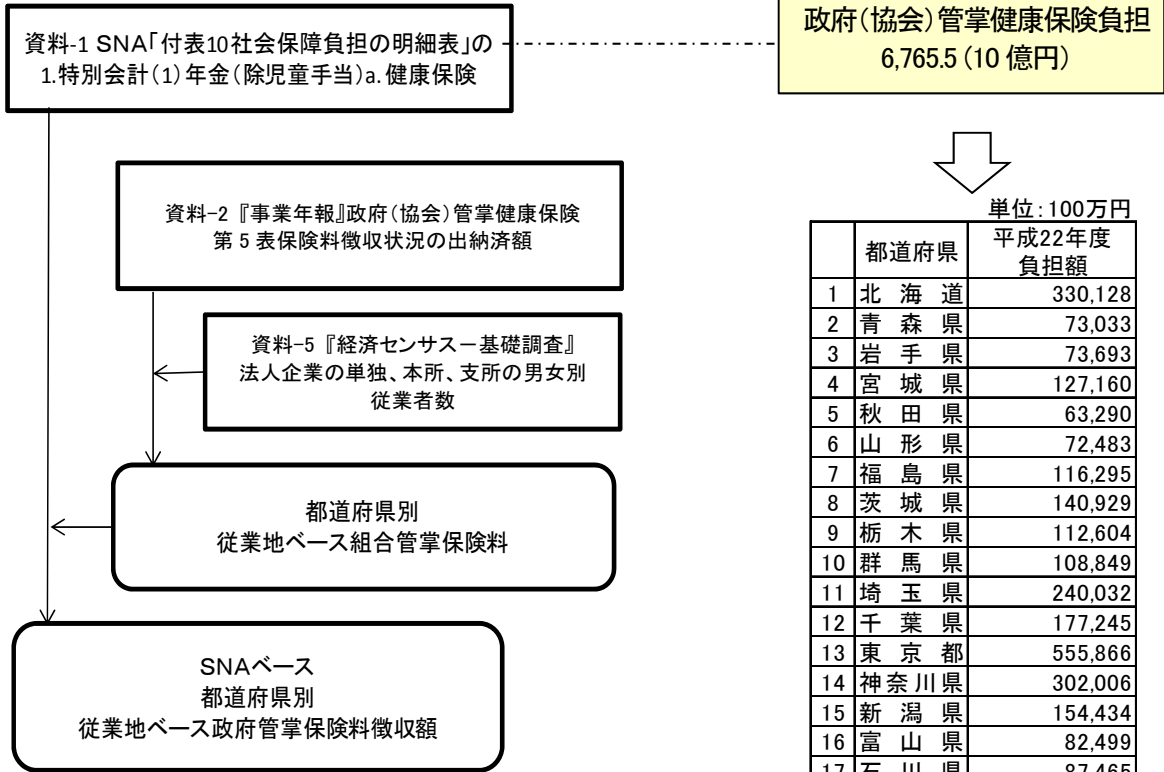 資料-1 SNA「付表10社会保障負担の明細表」の
1.特別会計(1)年金(除児童手当)a.健康保険
資料-2『事業年報』政府(協会)管掌健康保険
第5表保険料徴収状況の出納済額
資料-5『経済センサス－基礎調査』
法人企業の単独、本所、支所の男女別
従業者数
都道府県別
従業地ベース組合管掌保険料
SNAベース
都道府県別
従業地ベース政府管掌保険料徴収額
政府(協会)管掌健康保険負担
6,765.5(10億円)
単位:100万円
都道府県 平成22年度
負担額
1 北海道 330,128
2 青森県 73,033
3 岩手県 73,693
4 宮城県 127,160
5 秋田県 63,290
6 山形県 72,483
7 福島県 116,295
8 茨城県 140,929
9 栃木県 112,604
10 群馬県 108,849
11 埼玉県 240,032
12 千葉県 177,245
13 東京都 555,866
14 神奈川県 302,006
15 新潟県 154,434
16 富山県 82,499
17 石川県 87,465